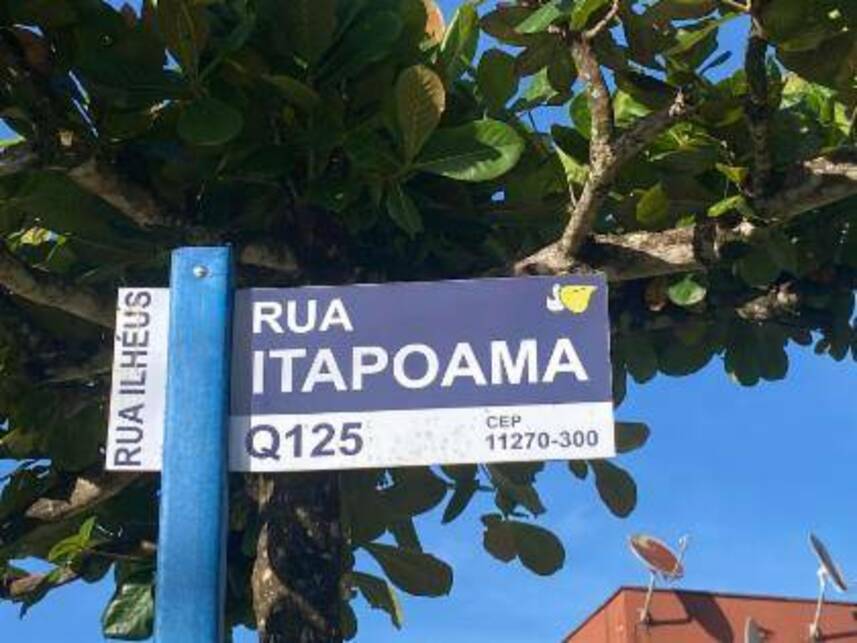 RUA ILHÉUS
RUA
ITAPOAMA
Q125
CEP
11270-300